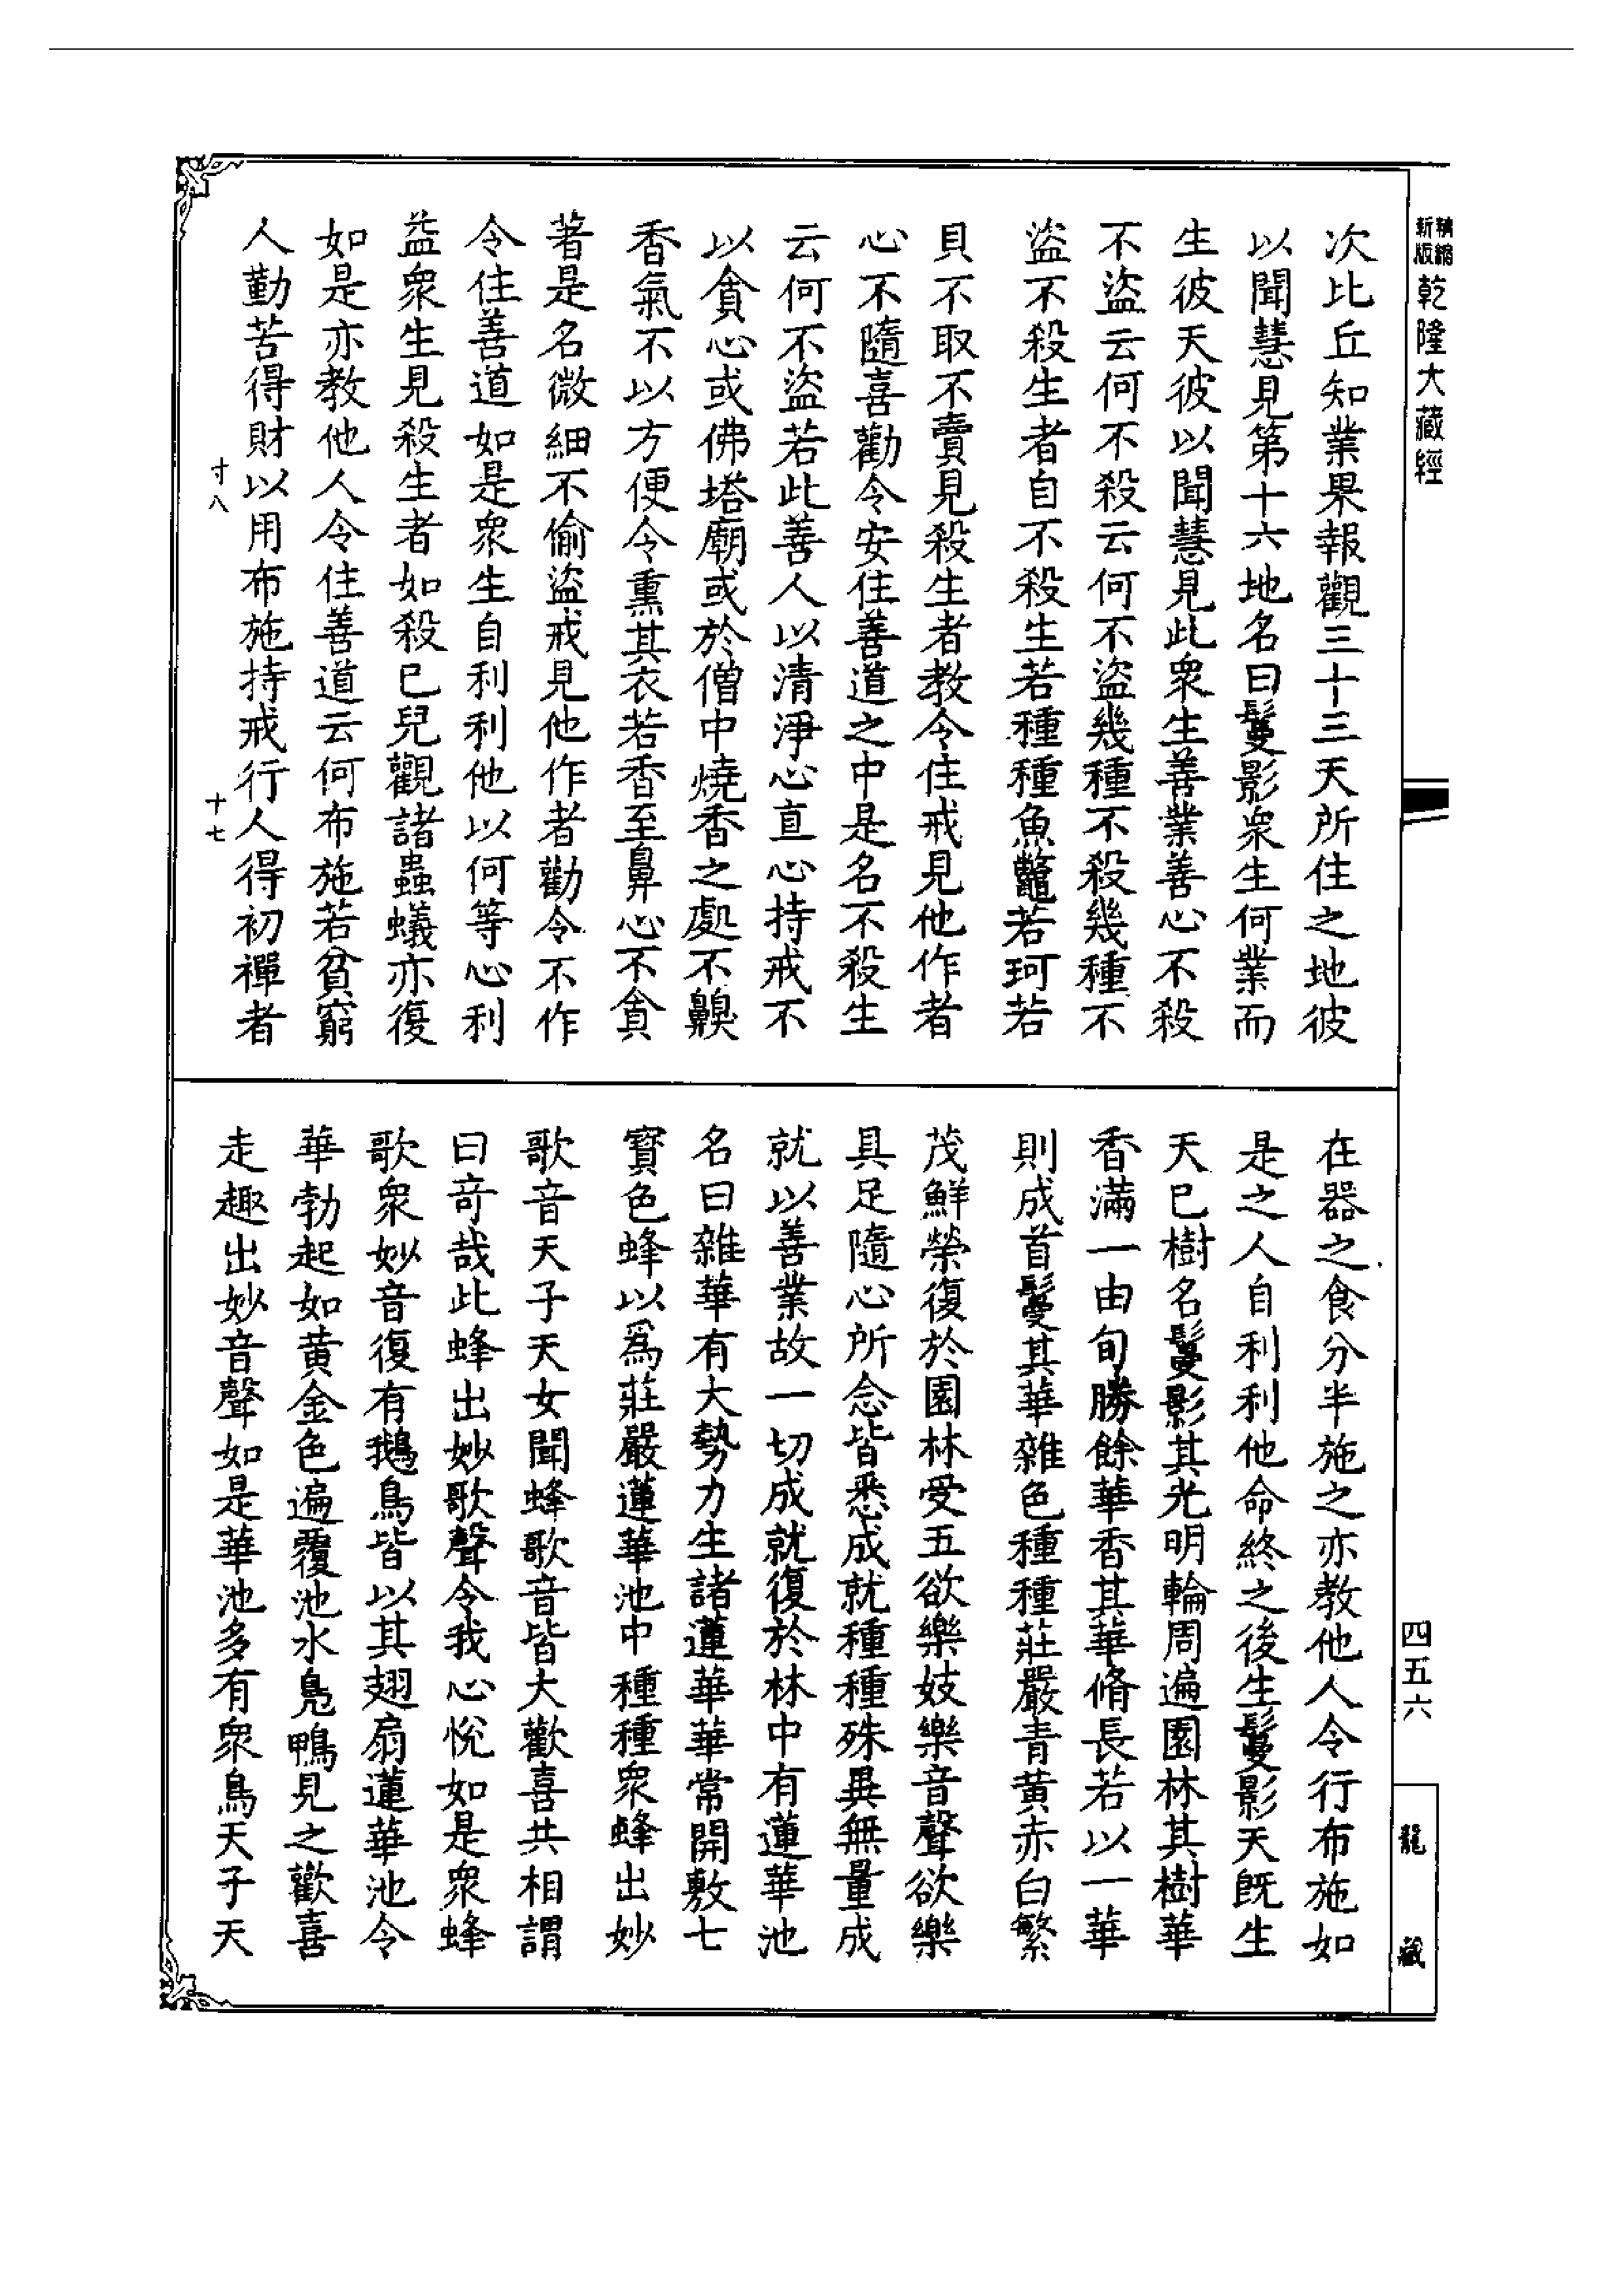 精縮
新版
乾隆大藏經
次比丘知業果報觀三十三天所住之地彼
以聞慧見第十六地名曰鬘影衆生何業而
生彼天彼以聞慧見此衆生善業善心不殺
不盜云何不殺云何不盜幾種不殺幾種不
盜不殺生者自不殺生若種種魚鼈若珂若
貝不取不賣見殺生者教令住戒見他作者
心不隨喜勸令安住善道之中是名不殺生
云何不盜若此善人以清淨心直心持戒不
以貪心或佛塔廟或於僧中燒香之處不齅
香氣不以方便令熏其衣若香至鼻心不貪
著是名微細不偷盜戒見他作者勸令不作
令住善道如是衆生自利利他以何等心利
益衆生見殺生者如殺已兒觀諸蟲蟻亦復
如是亦教他人令住善道云何布施若貧窮
人勤苦得財以用布施持戒行人得初禪者
寸八
十七
在器之食分半施之亦教他人令行布施如
是之人自利利他命終之後生鬘影天既生
天已樹名鬘影其光明輪周遍園林其樹華
香滿一由旬勝餘華香其華脩長若以一華
則成首鬘其華雜色種種莊嚴青黃赤白繁
茂鮮榮復於園林受五欲樂妓樂音聲欲樂
具足隨心所念皆悉成就種種殊異無量成
就以善業故一切成就復於林中有蓮華池
名曰雜華有大勢力生諸蓮華華常開敷七
寶色蜂以爲莊嚴蓮華池中種種衆蜂出妙
歌音天子天女聞蜂歌音皆大歡喜共相謂
曰奇哉此蜂出妙歌聲令我心悅如是衆蜂
歌衆妙音復有鵝鳥皆以其翅扇蓮華池令
華勃起如黃金色遍覆池水鳧鴨見之歡喜
走趣出妙音聲如是華池多有衆鳥天子天
四五六
龍藏